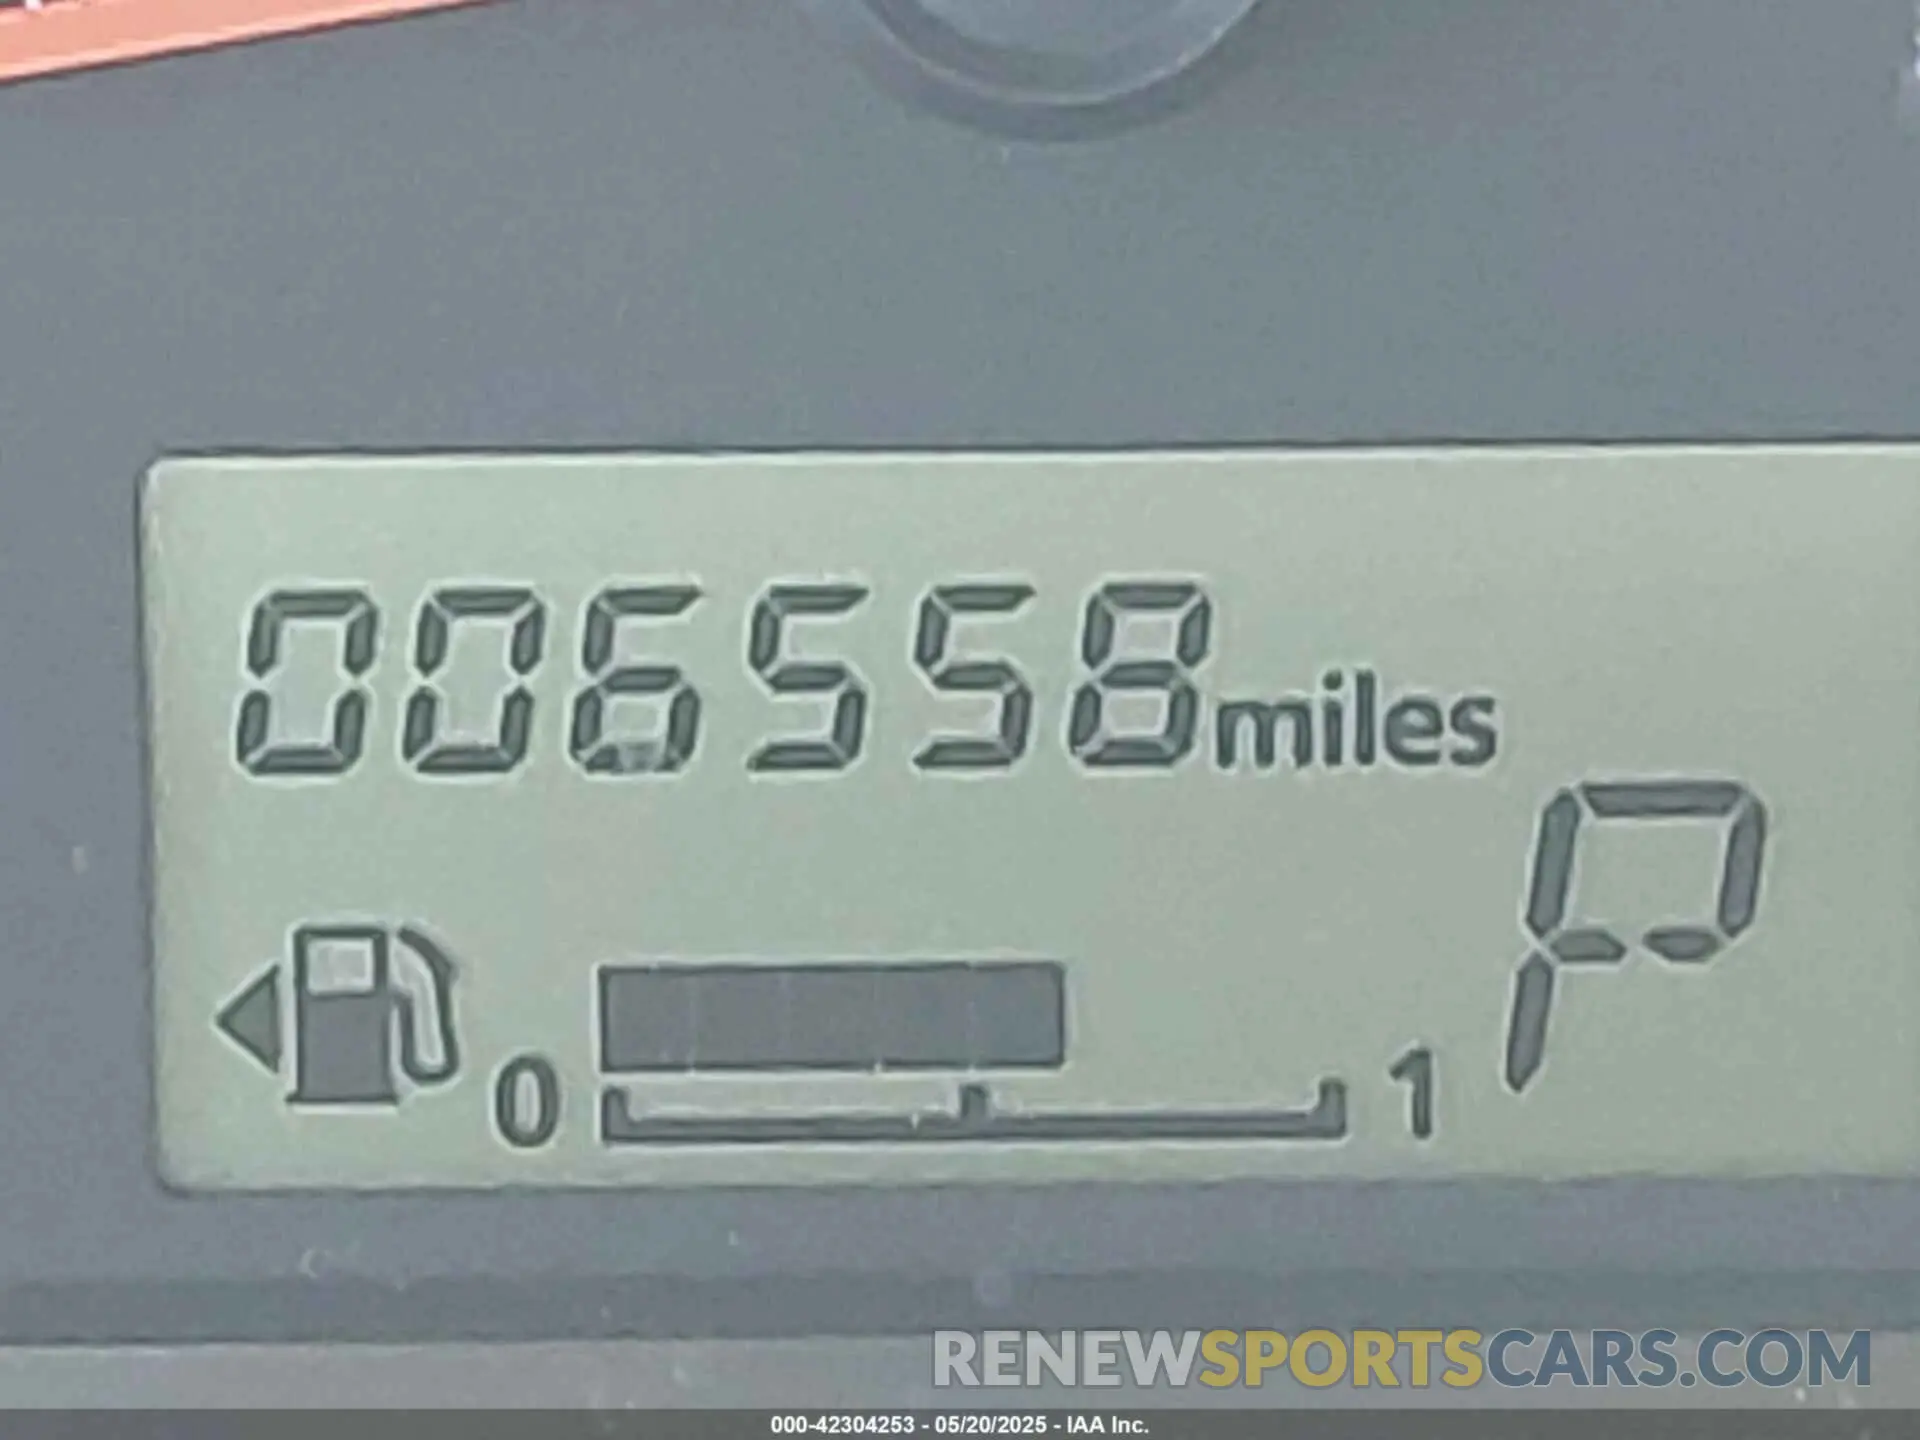 006558miles
P
0 1
RENEWSPORTSCARS.COM
000-42304253 - 05/20/2025 - IAA Inc.